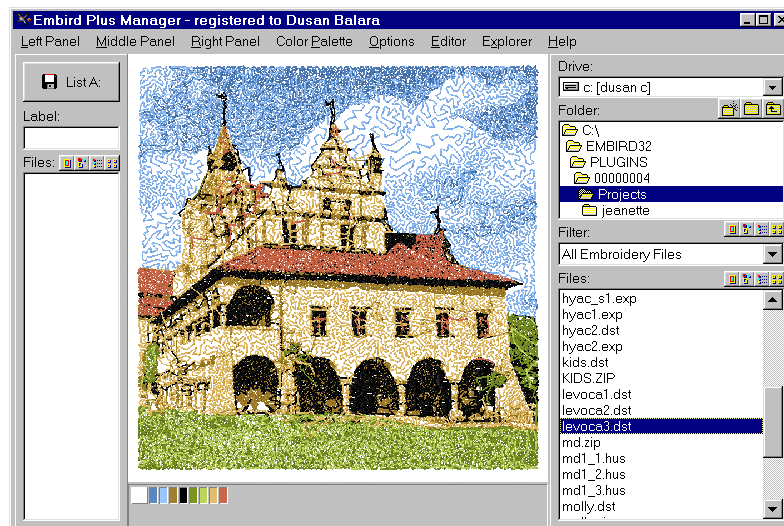 Embird Plus Manager - registered to Dusan Balara
Left Panel Middle Panel Right Panel Color Palette Options Editor Explorer Help
List A:
Label:
Files:
Drive:
c: [dusan c]
Folder:
C:\
EMBIRD32
PLUGINS
00000004
Projects
jeanette
Filter:
All Embroidery Files
Files:
hyac_s1.exp
hyac1.exp
hyac2.dst
hyac2.exp
kids.dst
KIDS.ZIP
levoca1.dst
levoca2.dst
levoca3.dst
md.zip
md1_1.hus
md1_2.hus
md1_3.hus
molly.dst